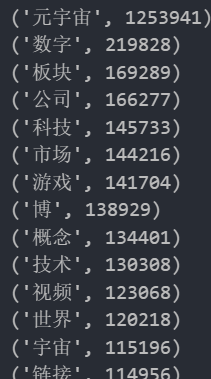 ('元宇宙', 1253941)
('数字', 219828)
('板块', 169289)
('公司', 166277)
('科技', 145733)
('市场', 144216)
('游戏', 141704)
('博', 138929)
('概念', 134401)
('技术', 130308)
('视频', 123068)
('世界', 120218)
('宇宙', 115196)
('链接', 114956)